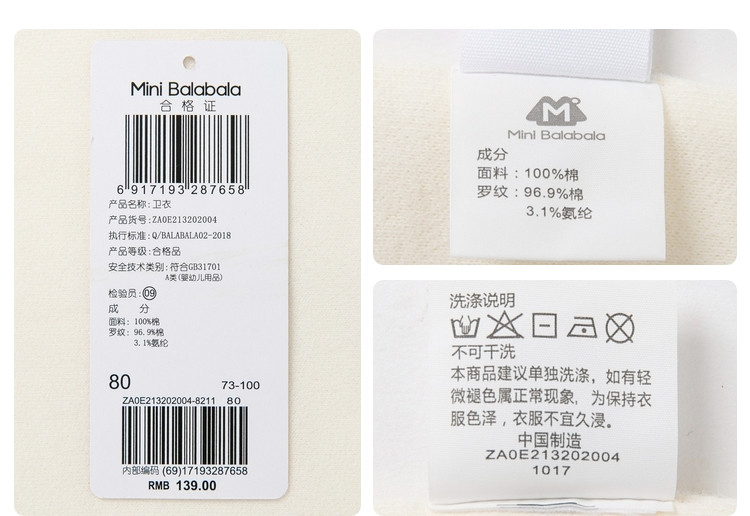 Mini Balabala
合格证
6 917193 287658
产品名称: 卫衣
产品货号: ZA0E213202004
执行标准: Q/BALABALA02-2018
产品等级: 合格品
安全技术类别: 符合GB31701
A类(婴幼儿用品)
检验员: 09
成 分
面料: 100%棉
罗纹: 96.9%棉
3.1%氨纶
80 73-100
ZA0E213202004-8211 80
内部编码 (69)17193287658
RMB 139.00
Mini Balabala
成分
面料：100%棉
罗纹：96.9%棉
3.1%氨纶
洗涤说明
不可干洗
本商品建议单独洗涤，如有轻
微褪色属正常现象，为保持衣
服色泽，衣服不宜久浸。
中国制造
ZA0E213202004
1017